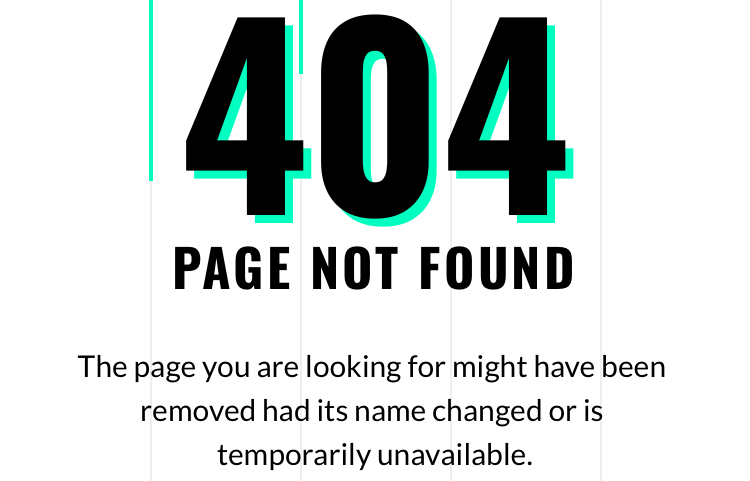 404
PAGE NOT FOUND
The page you are looking for might have been
removed had its name changed or is
temporarily unavailable.